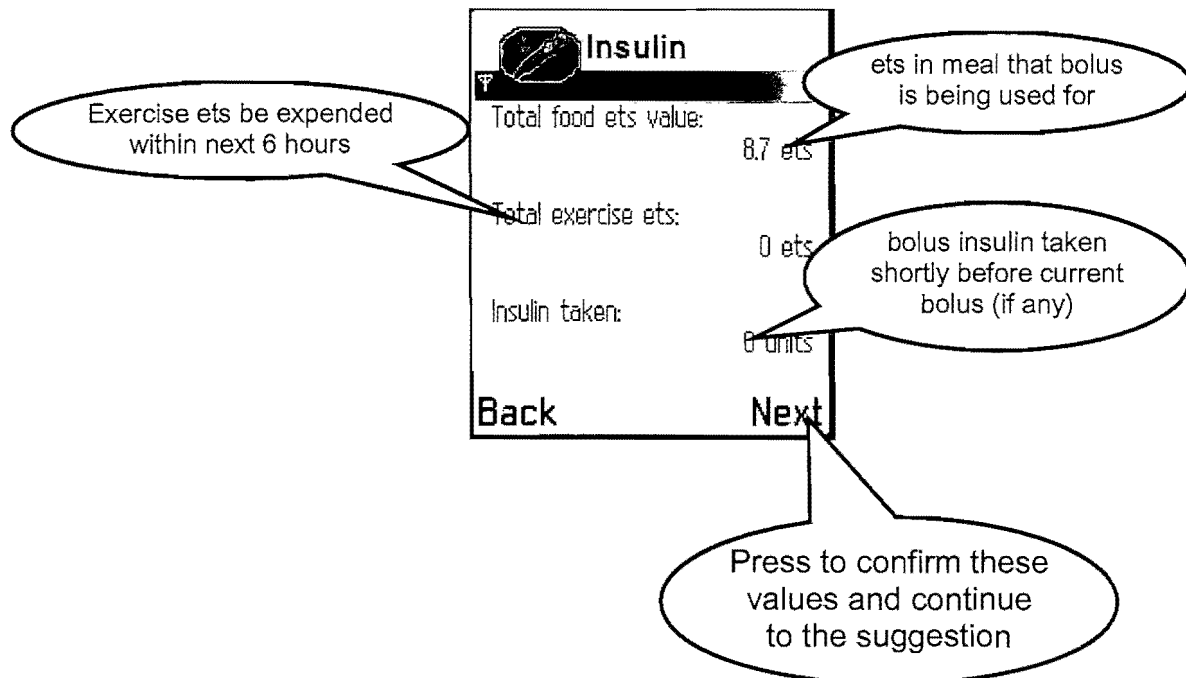 Insulin
Exercise ets be expended
within next 6 hours
ets in meal that bolus
is being used for
Total food ets value:
8.7 ets
Total exercise ets:
0 ets
bolus insulin taken
shortly before current
bolus (if any)
Insulin taken:
0 units
Back
Next
Press to confirm these
values and continue
to the suggestion